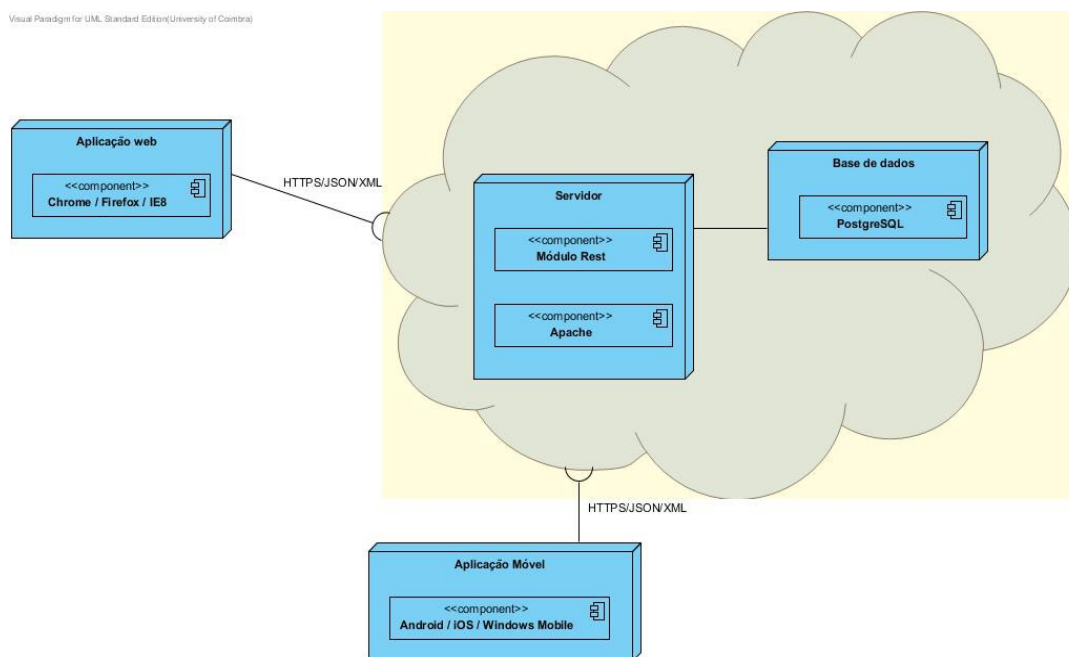 Visual Paradigm for UML Standard Edition(University of Coimbra)
Aplicação web
<<component>>
Chrome / Firefox / IE8
HTTPS/JSON/XML
Servidor
<<component>>
Módulo Rest
<<component>>
Apache
Base de dados
<<component>>
PostgreSQL
HTTPS/JSON/XML
Aplicação Móvel
<<component>>
Android / iOS / Windows Mobile